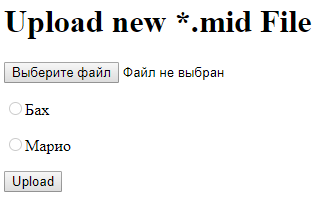 Upload new *.mid File
Выберите файл Файл не выбран
Бах
Марио
Upload